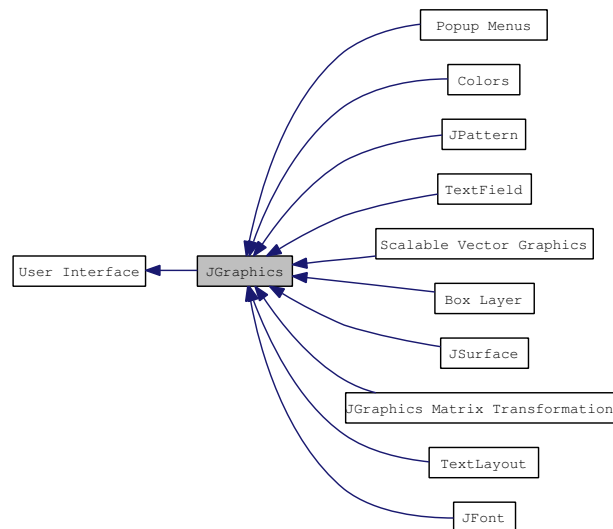 Popup Menus
Colors
JPattern
TextField
Scalable Vector Graphics
User Interface
JGraphics
Box Layer
JSurface
JGraphics Matrix Transformation
TextLayout
JFont